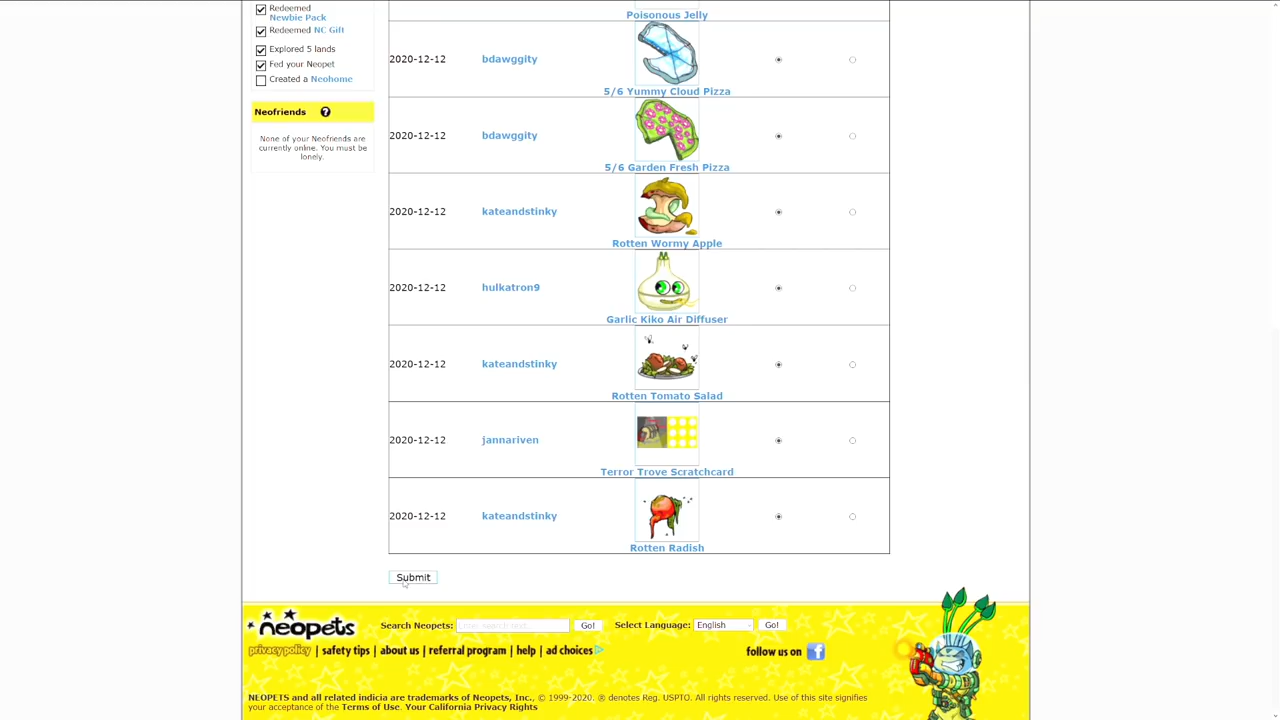 Redeemed
Newbie Pack
Redeemed NC Gift
Explored 5 lands
Fed your Neopet
Created a Neohome
Neofriends ?
None of your Neofriends are
currently online. You must be
lonely.
Poisonous Jelly
2020-12-12 bdawggity
5/6 Yummy Cloud Pizza
2020-12-12 bdawggity
5/6 Garden Fresh Pizza
2020-12-12 kateandstinky
Rotten Wormy Apple
2020-12-12 hulkatron9
Garlic Kiko Air Diffuser
2020-12-12 kateandstinky
Rotten Tomato Salad
2020-12-12 jannariven
Terror Trove Scratchcard
2020-12-12 kateandstinky
Rotten Radish
Submit
neopets Search Neopets: Enter search text... Go! Select Language: English Go!
privacy policy | safety tips | about us | referral program | help | ad choices follow us on f
NEOPETS and all related indicia are trademarks of Neopets, Inc., © 1999-2020. ® denotes Reg. USPTO. All rights reserved. Use of this site signifies
your acceptance of the Terms of Use. Your California Privacy Rights